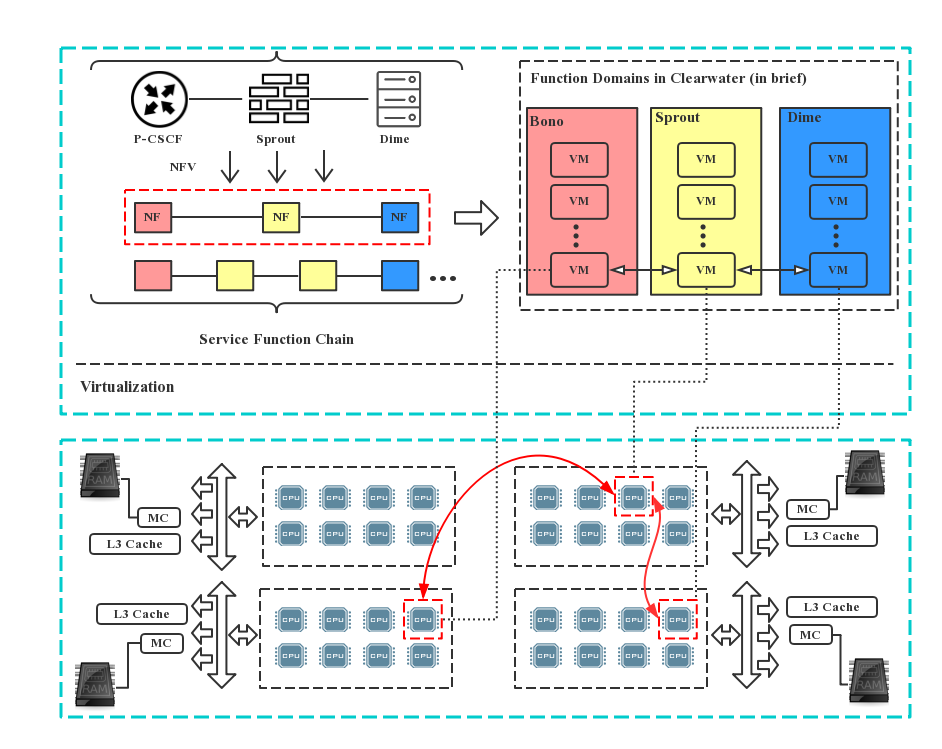 Function Domains in Clearwater (in brief)
P-CSCF
Sprout
Dime
NFV
NF
NF
NF
Service Function Chain
Bono
Sprout
Dime
VM
VM
VM
VM
VM
VM
VM
VM
VM
Virtualization
RAM
MC
L3 Cache
CPU CPU CPU CPU
CPU CPU CPU CPU
CPU CPU CPU CPU
CPU CPU CPU CPU
RAM
MC
L3 Cache
L3 Cache
MC
RAM
CPU CPU CPU CPU
CPU CPU CPU CPU
CPU CPU CPU CPU
CPU CPU CPU CPU
L3 Cache
MC
RAM